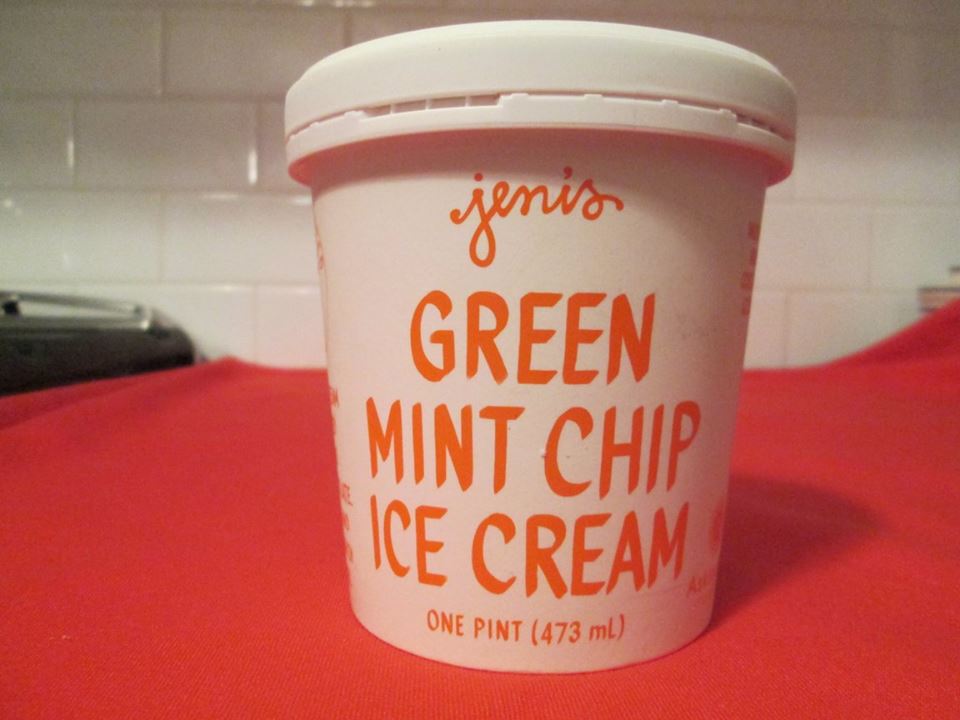 jeni's
GREEN
MINT CHIP
ICE CREAM
ONE PINT (473 mL)